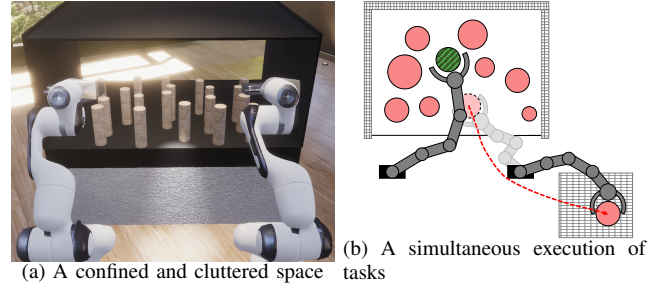 (a) A confined and cluttered space
(b) A simultaneous execution of
tasks